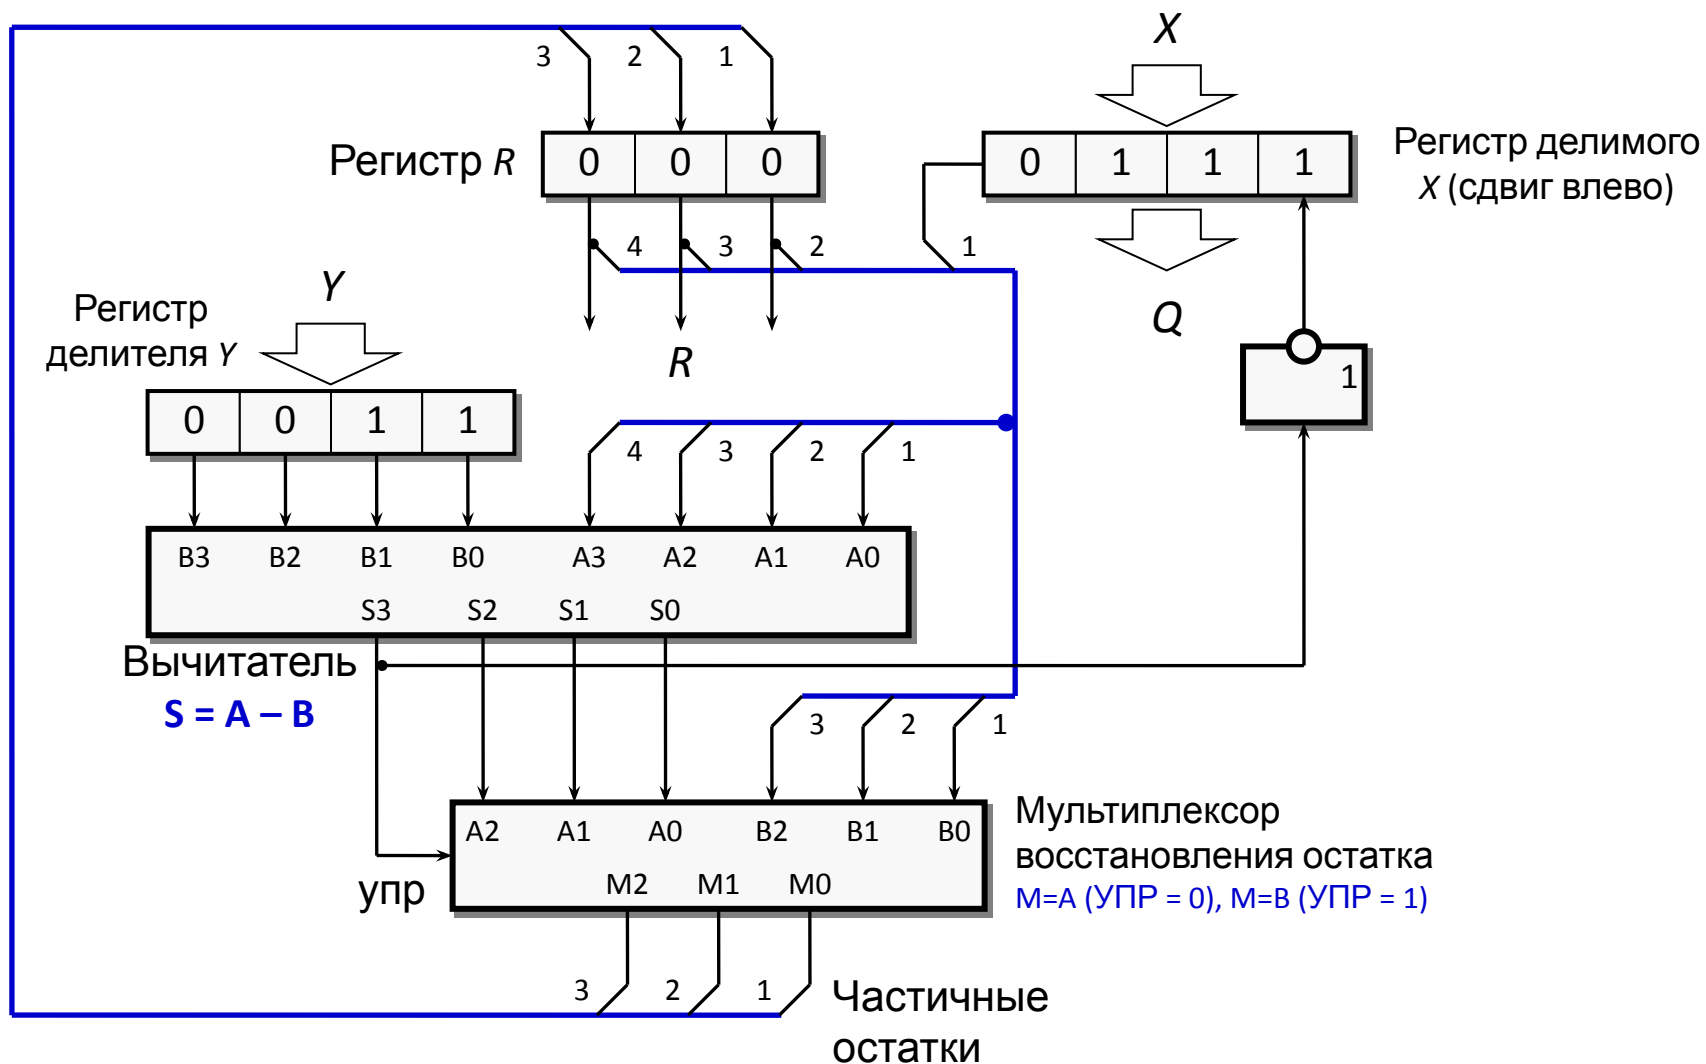 3 2 1
X
Регистр R
0 0 0
0 1 1 1
Регистр делимого
X (сдвиг влево)
4 3 2 1
Y
Регистр
делителя Y
R
Q
1
0 0 1 1
4 3 2 1
B3 B2 B1 B0 A3 A2 A1 A0
S3 S2 S1 S0
Вычитатель
S = A – B
3 2 1
A2 A1 A0 B2 B1 B0
M2 M1 M0
упр
Мультиплексор
восстановления остатка
M=A (УПР = 0), M=B (УПР = 1)
3 2 1
Частичные
остатки